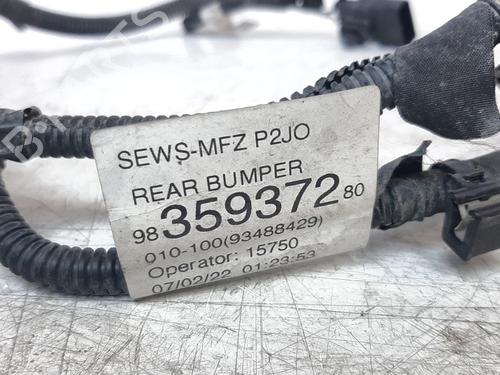 SEWS-MFZ P2JO
REAR BUMPER
98 359372 80
010-100(93488429)
Operator: 15750
07/02/22 01:23:53